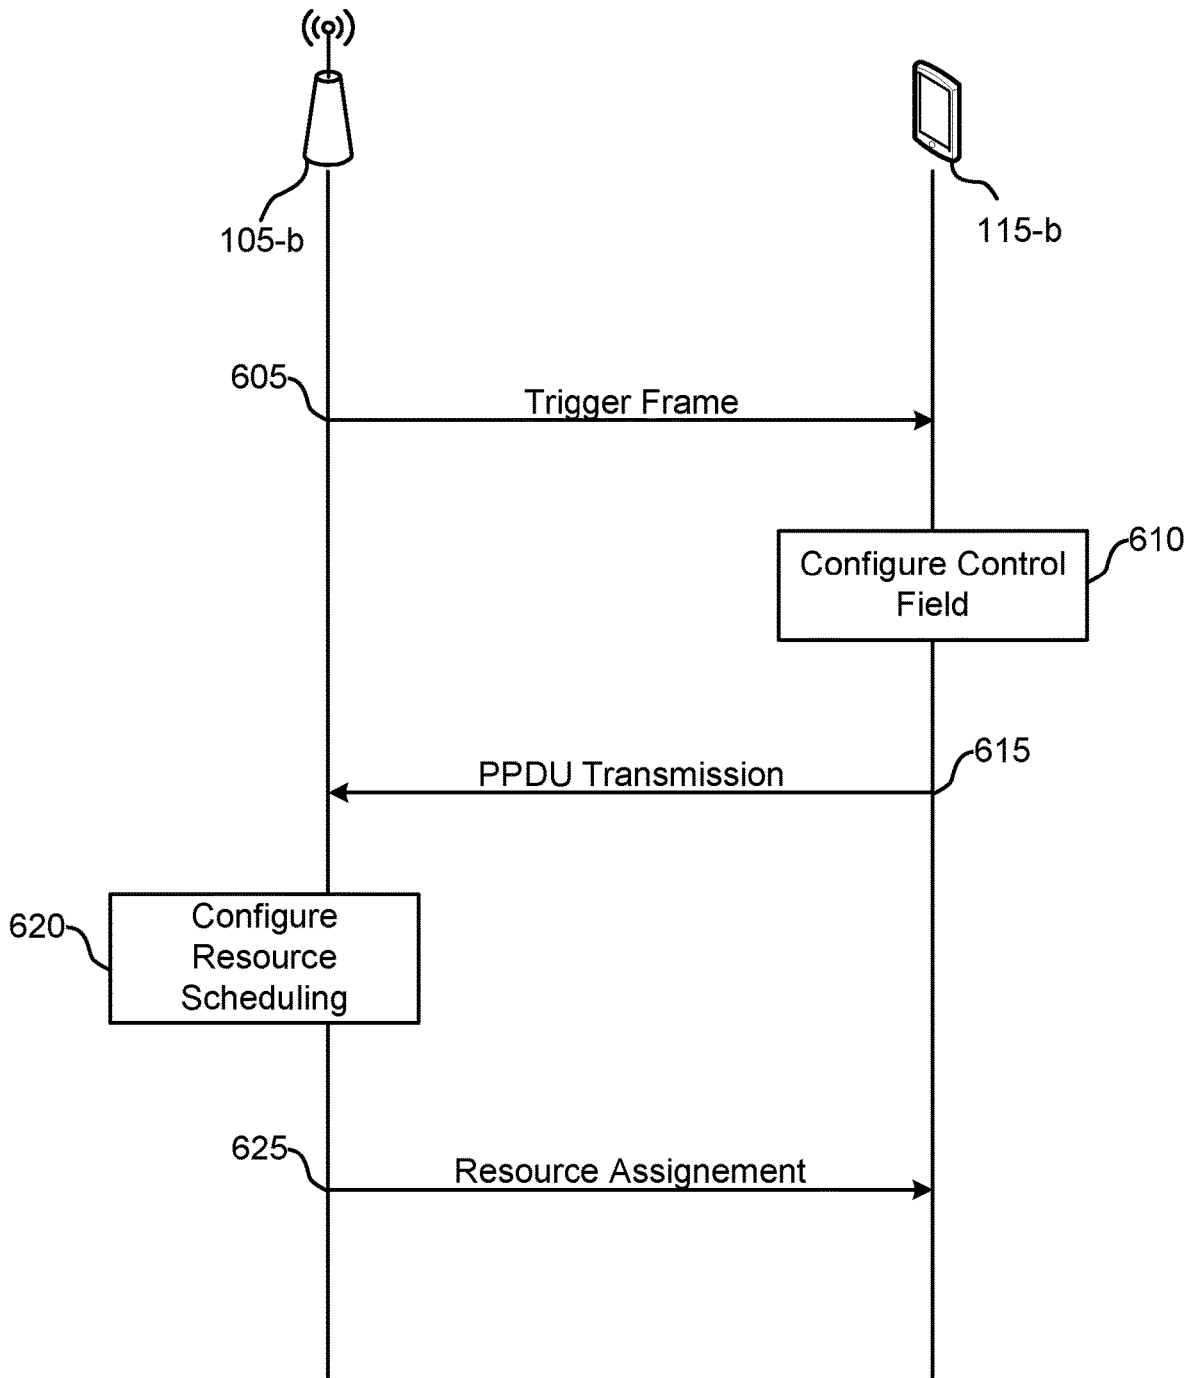 105-b
115-b
605
Trigger Frame
Configure Control
Field
610
PPDU Transmission
615
620
Configure
Resource
Scheduling
625
Resource Assignement